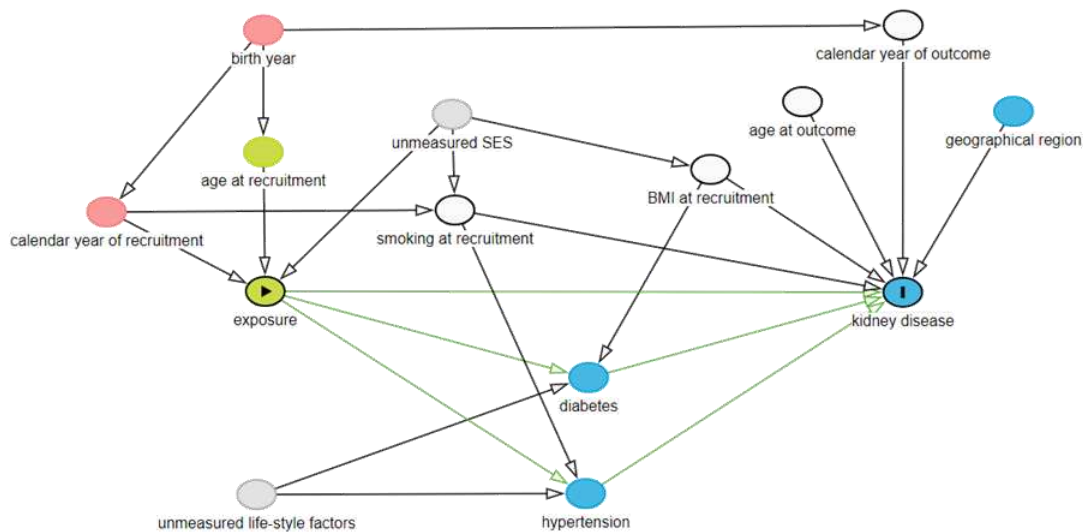 birth year
calendar year of outcome
unmeasured SES
age at outcome
geographical region
age at recruitment
BMI at recruitment
calendar year of recruitment
smoking at recruitment
exposure
kidney disease
diabetes
unmeasured life-style factors
hypertension